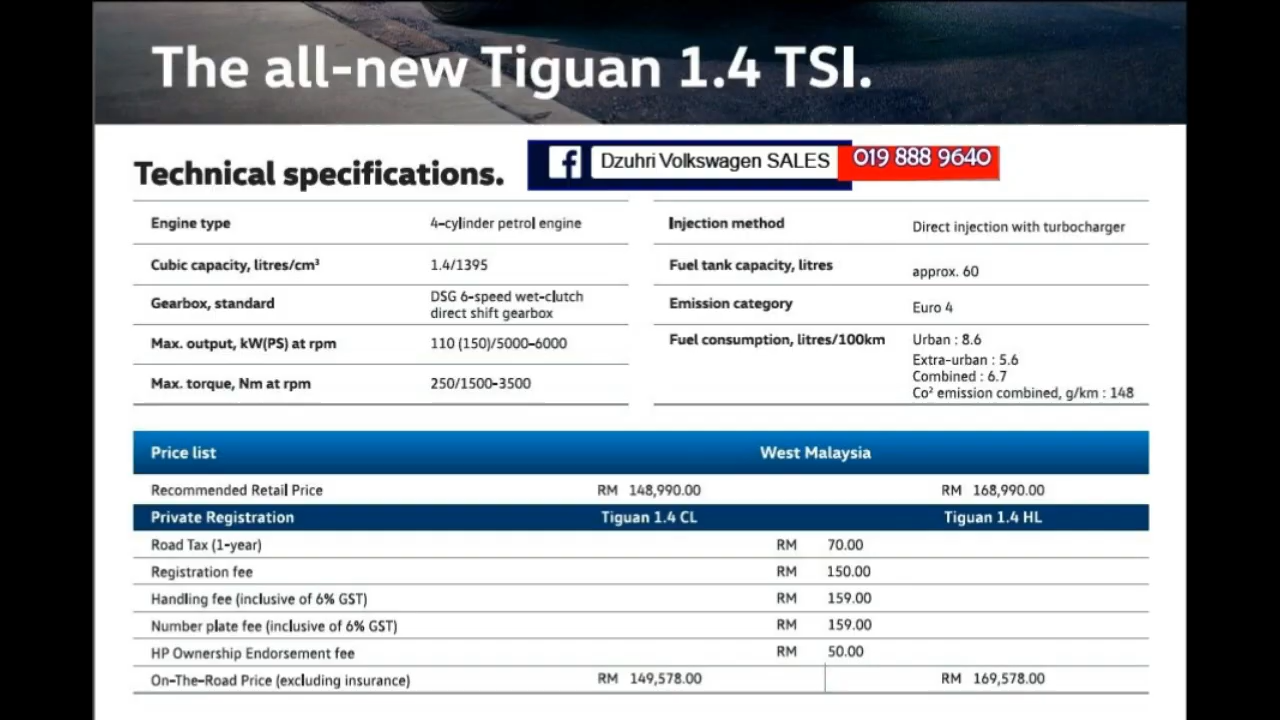 The all-new Tiguan 1.4 TSI.
Technical specifications.
f Dzuhri Volkswagen SALES 019 888 9640
Engine type 4-cylinder petrol engine
Cubic capacity, litres/cm³ 1.4/1395
Gearbox, standard DSG 6-speed wet-clutch
direct shift gearbox
Max. output, kW(PS) at rpm 110 (150)/5000-6000
Max. torque, Nm at rpm 250/1500-3500
Injection method Direct injection with turbocharger
Fuel tank capacity, litres approx. 60
Emission category Euro 4
Fuel consumption, litres/100km Urban : 8.6
Extra-urban : 5.6
Combined : 6.7
Co² emission combined, g/km : 148
Price list West Malaysia
Recommended Retail Price RM 148,990.00 RM 168,990.00
Private Registration Tiguan 1.4 CL Tiguan 1.4 HL
Road Tax (1-year) RM 70.00
Registration fee RM 150.00
Handling fee (inclusive of 6% GST) RM 159.00
Number plate fee (inclusive of 6% GST) RM 159.00
HP Ownership Endorsement fee RM 50.00
On-The-Road Price (excluding insurance) RM 149,578.00 RM 169,578.00